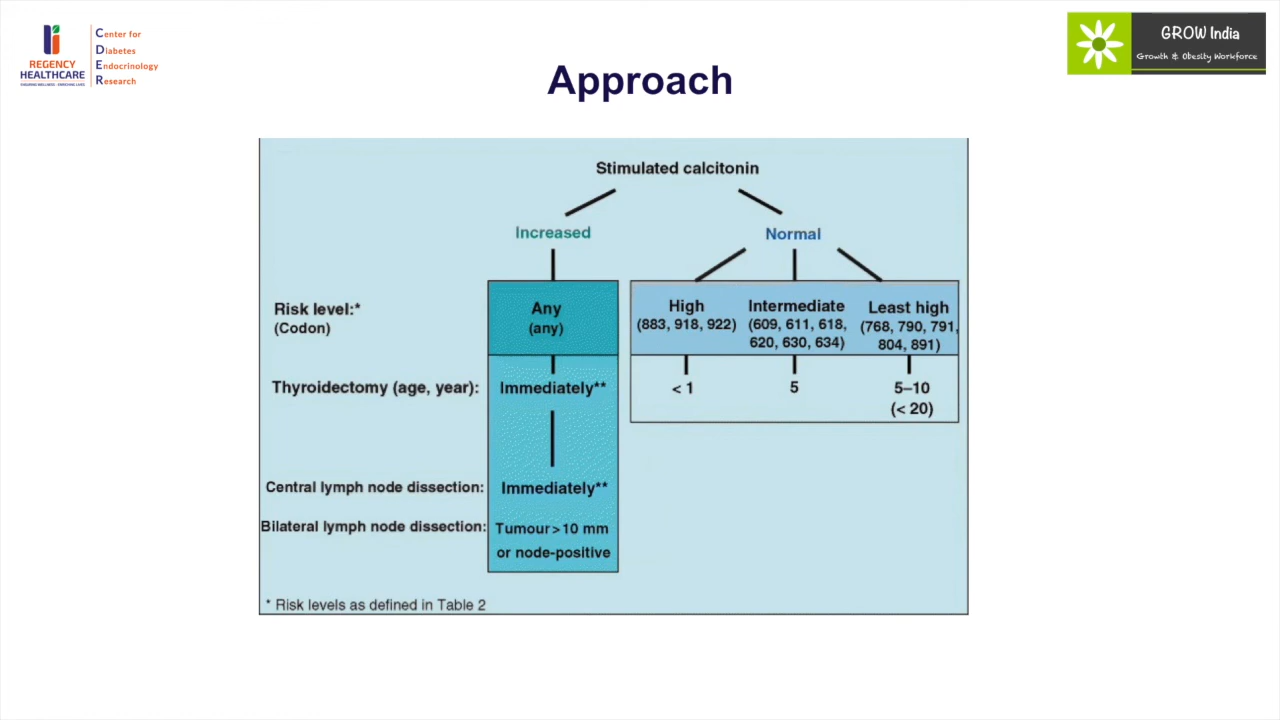 REGENCY
HEALTHCARE
Center for
Diabetes
Endocrinology
Research
GROW India
Growth & Obesity Workforce
Approach
Stimulated calcitonin
Increased
Normal
Risk level:*
(Codon)
Any
(any)
High
(883, 918, 922)
Intermediate
(609, 611, 618,
620, 630, 634)
Least high
(768, 790, 791,
804, 891)
Thyroidectomy (age, year):
Immediately**
< 1
5
5–10
(< 20)
Central lymph node dissection:
Immediately**
Bilateral lymph node dissection:
Tumour > 10 mm
or node-positive
* Risk levels as defined in Table 2